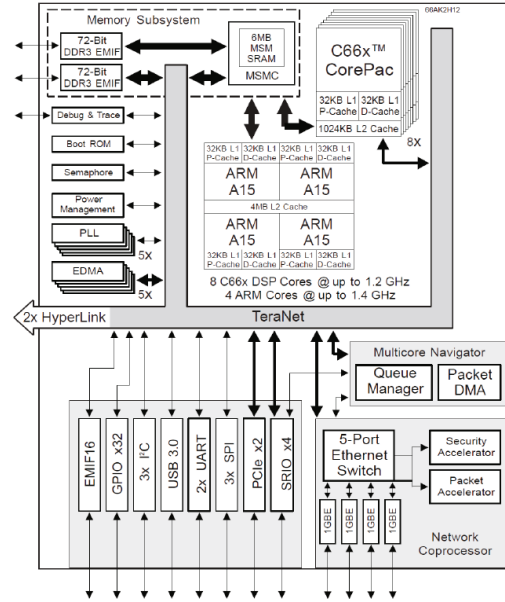 66AK2H12
Memory Subsystem
72-Bit
DDR3 EMIF
72-Bit
DDR3 EMIF
6MB
MSM
SRAM
MSMC
C66x™
CorePac
32KB L1
P-Cache
32KB L1
D-Cache
1024KB L2 Cache
8X
Debug & Trace
Boot ROM
Semaphore
Power
Management
PLL
5X
EDMA
5X
32KB L1
P-Cache
32KB L1
D-Cache
32KB L1
P-Cache
32KB L1
D-Cache
ARM
A15
ARM
A15
4MB L2 Cache
ARM
A15
ARM
A15
32KB L1
P-Cache
32KB L1
D-Cache
32KB L1
P-Cache
32KB L1
D-Cache
8 C66x DSP Cores @ up to 1.2 GHz
4 ARM Cores @ up to 1.4 GHz
2x HyperLink
TeraNet
Multicore Navigator
Queue
Manager
Packet
DMA
EMIF16
GPIO x32
3x I²C
USB 3.0
2x UART
3x SPI
PCIe x2
SRIO x4
5-Port
Ethernet
Switch
Security
Accelerator
Packet
Accelerator
1GBE
1GBE
1GBE
1GBE
Network
Coprocessor